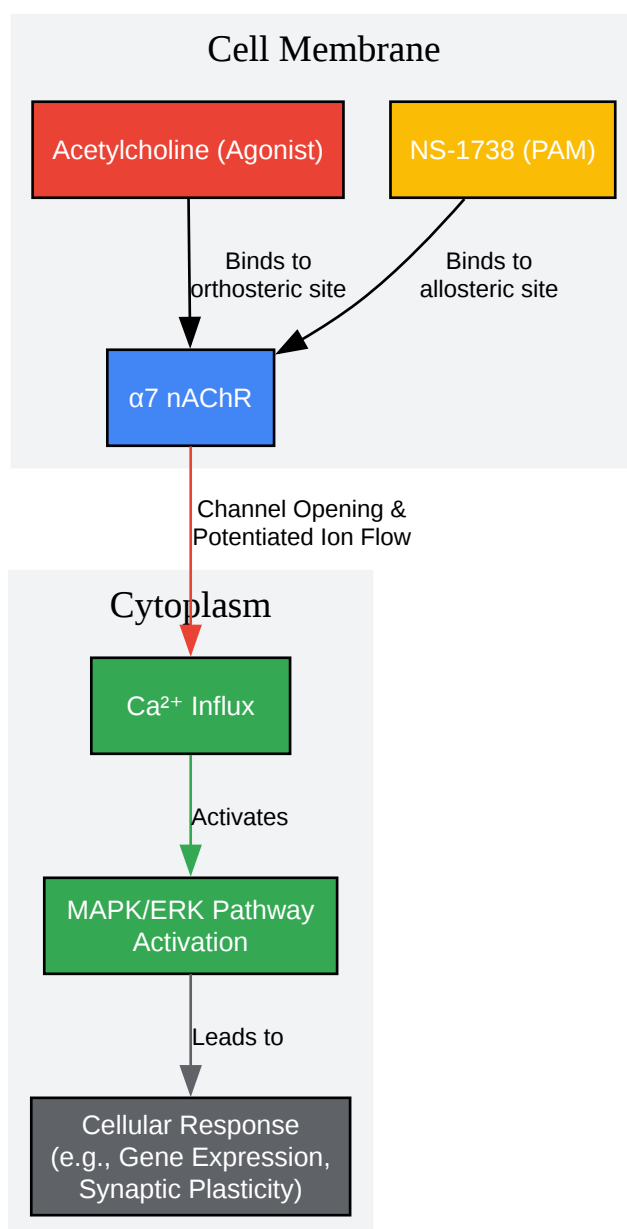 Cell Membrane
Acetylcholine (Agonist)
NS-1738 (PAM)
Binds to
orthosteric site
Binds to
allosteric site
α7 nAChR
Channel Opening &
Potentiated Ion Flow
Cytoplasm
Ca²⁺ Influx
Activates
MAPK/ERK Pathway
Activation
Leads to
Cellular Response
(e.g., Gene Expression,
Synaptic Plasticity)